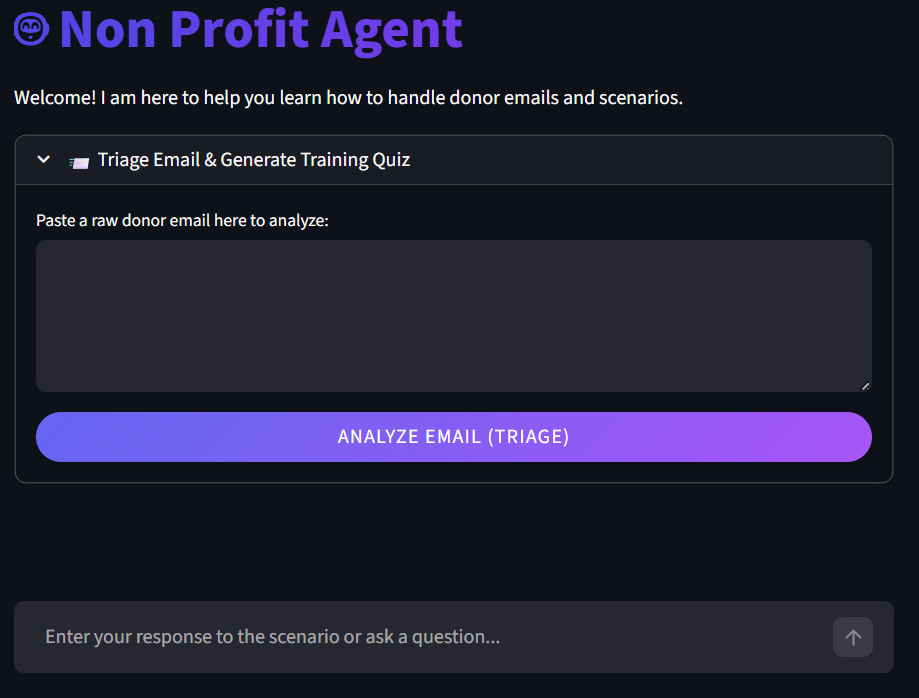 Non Profit Agent
Welcome! I am here to help you learn how to handle donor emails and scenarios.
Triage Email & Generate Training Quiz
Paste a raw donor email here to analyze:
ANALYZE EMAIL (TRIAGE)
Enter your response to the scenario or ask a question...